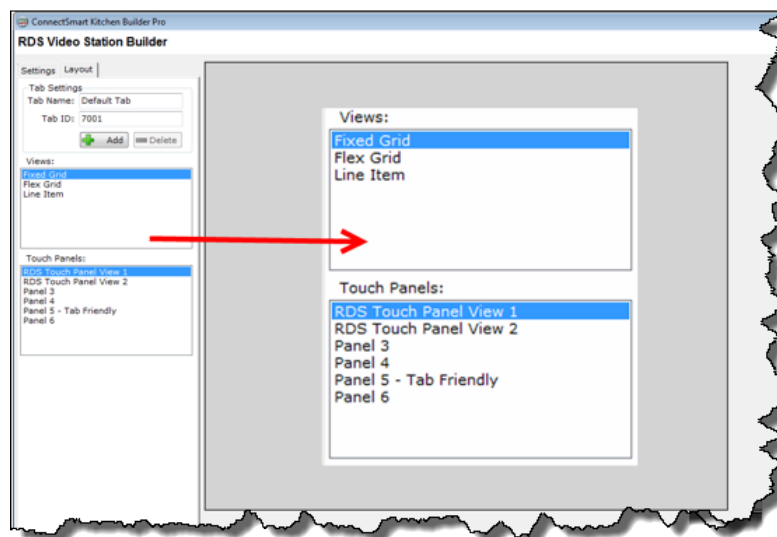 ConnectSmart Kitchen Builder Pro
RDS Video Station Builder
Settings Layout
Tab Settings
Tab Name: Default Tab
Tab ID: 7001
Add Delete
Views:
Fixed Grid
Flex Grid
Line Item
Touch Panels:
RDS Touch Panel View 1
RDS Touch Panel View 2
Panel 3
Panel 4
Panel 5 - Tab Friendly
Panel 6
Views:
Fixed Grid
Flex Grid
Line Item
Touch Panels:
RDS Touch Panel View 1
RDS Touch Panel View 2
Panel 3
Panel 4
Panel 5 - Tab Friendly
Panel 6